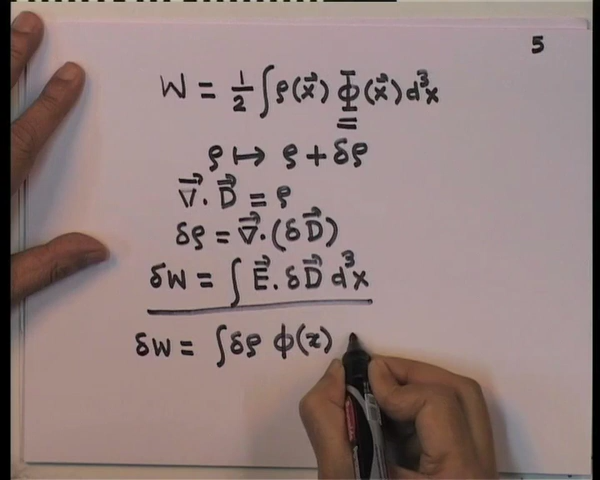 5
W = 1/2 ∫ρ(x⃗) Φ(x⃗) d³x
ρ ↦ ρ + δρ
∇⃗ . D⃗ = ρ
δρ = ∇⃗.(δD⃗)
δW = ∫ E⃗ . δD⃗ d³x
δW = ∫δρ ϕ(x)